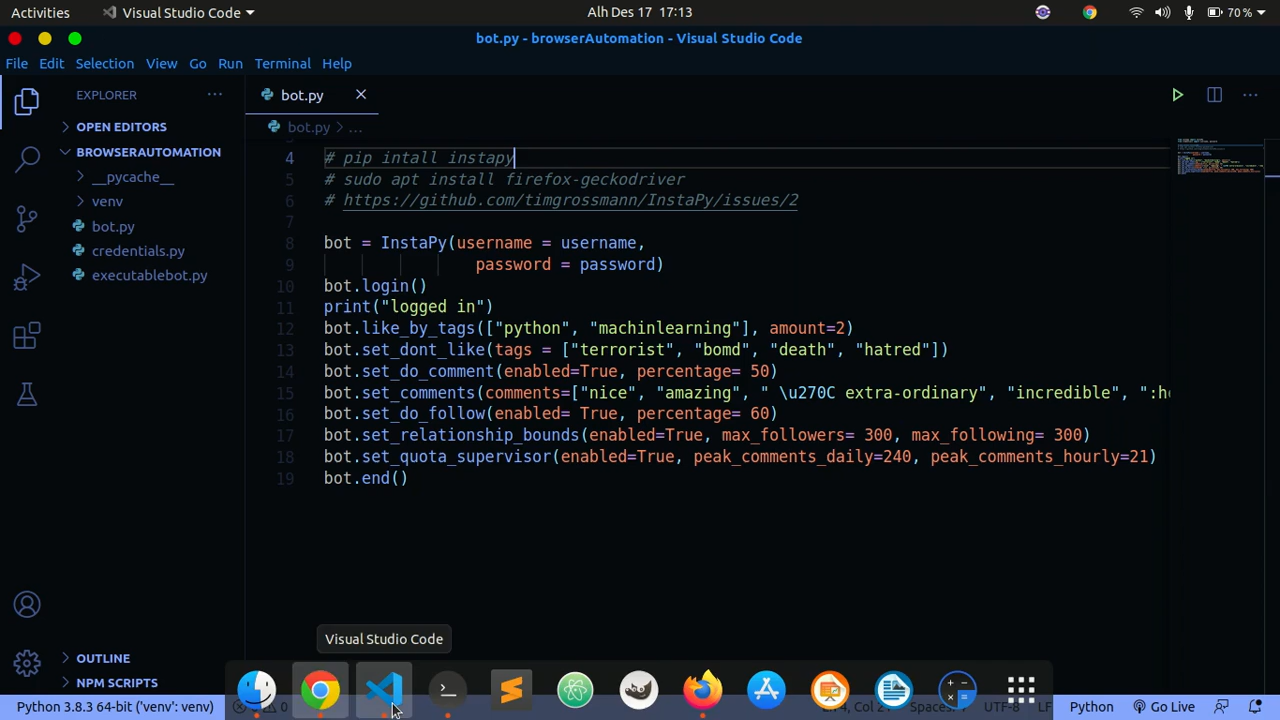 Activities
Visual Studio Code
Alh Des 17 17:13
70 %
bot.py - browserAutomation - Visual Studio Code
File Edit Selection View Go Run Terminal Help
EXPLORER
bot.py
OPEN EDITORS
bot.py > ...
BROWSERAUTOMATION
__pycache__
venv
bot.py
credentials.py
executablebot.py
4 # pip intall instapy
5 # sudo apt install firefox-geckodriver
6 # https://github.com/timgrossmann/InstaPy/issues/2
7
8 bot = InstaPy(username = username,
9 password = password)
10 bot.login()
11 print("logged in")
12 bot.like_by_tags(["python", "machinlearning"], amount=2)
13 bot.set_dont_like(tags = ["terrorist", "bomd", "death", "hatred"])
14 bot.set_do_comment(enabled=True, percentage= 50)
15 bot.set_comments(comments=["nice", "amazing", " \u270C extra-ordinary", "incredible", ":he
16 bot.set_do_follow(enabled= True, percentage= 60)
17 bot.set_relationship_bounds(enabled=True, max_followers= 300, max_following= 300)
18 bot.set_quota_supervisor(enabled=True, peak_comments_daily=240, peak_comments_hourly=21)
19 bot.end()
Visual Studio Code
OUTLINE
NPM SCRIPTS
Python 3.8.3 64-bit ('venv': venv)
0
Python
Go Live